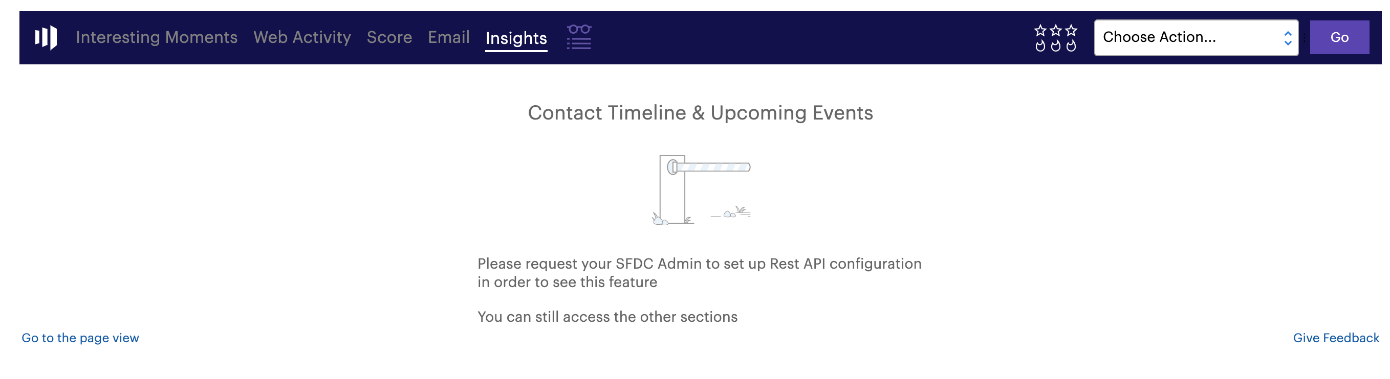 Interesting Moments Web Activity Score Email Insights Choose Action... Go
Contact Timeline & Upcoming Events
Please request your SFDC Admin to set up Rest API configuration
in order to see this feature
You can still access the other sections
Go to the page view Give Feedback